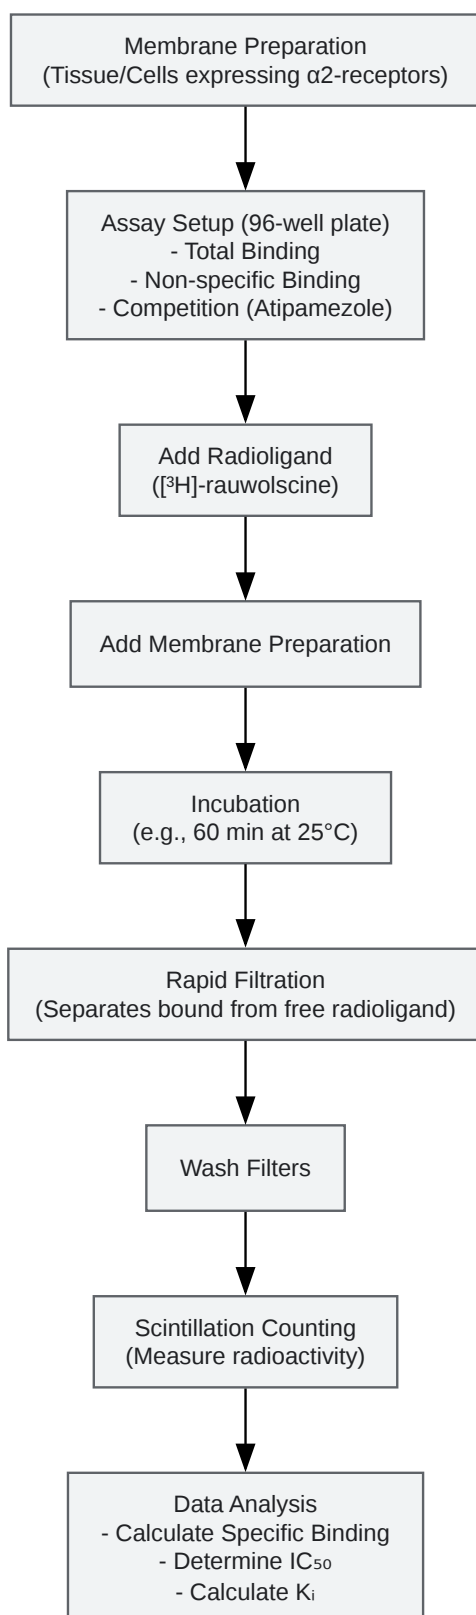 Membrane Preparation
(Tissue/Cells expressing α2-receptors)
Assay Setup (96-well plate)
- Total Binding
- Non-specific Binding
- Competition (Atipamezole)
Add Radioligand
([³H]-rauwolscine)
Add Membrane Preparation
Incubation
(e.g., 60 min at 25°C)
Rapid Filtration
(Separates bound from free radioligand)
Wash Filters
Scintillation Counting
(Measure radioactivity)
Data Analysis
- Calculate Specific Binding
- Determine IC₅₀
- Calculate Kᵢ